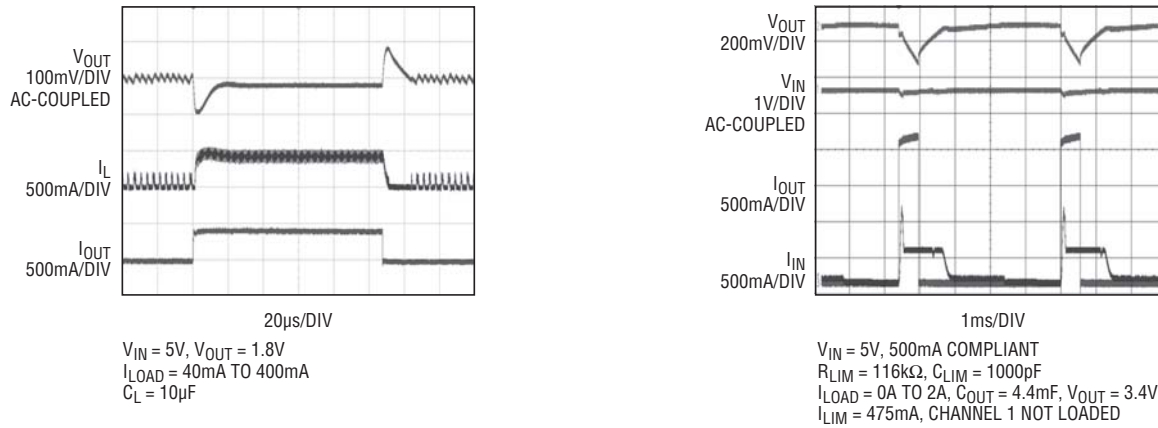 VOUT
100mV/DIV
AC-COUPLED
IL
500mA/DIV
IOUT
500mA/DIV
20µs/DIV
VIN = 5V, VOUT = 1.8V
ILOAD = 40mA TO 400mA
CL = 10µF
VOUT
200mV/DIV
VIN
1V/DIV
AC-COUPLED
IOUT
500mA/DIV
IIN
500mA/DIV
1ms/DIV
VIN = 5V, 500mA COMPLIANT
RLIM = 116kΩ, CLIM = 1000pF
ILOAD = 0A TO 2A, COUT = 4.4mF, VOUT = 3.4V
ILIM = 475mA, CHANNEL 1 NOT LOADED